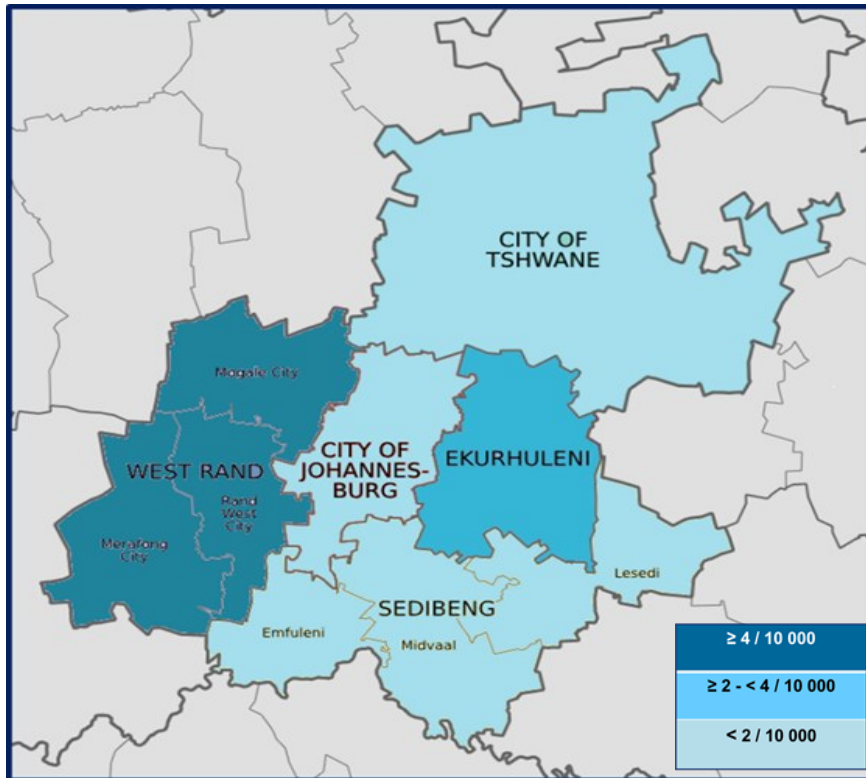 CITY OF
TSHWANE
Mogale City
CITY OF
JOHANNES-
BURG
EKURHULENI
WEST RAND
Rand
West
City
Merafong
City
Lesedi
SEDIBENG
Emfuleni
Midvaal
≥ 4 / 10 000
≥ 2 - < 4 / 10 000
< 2 / 10 000